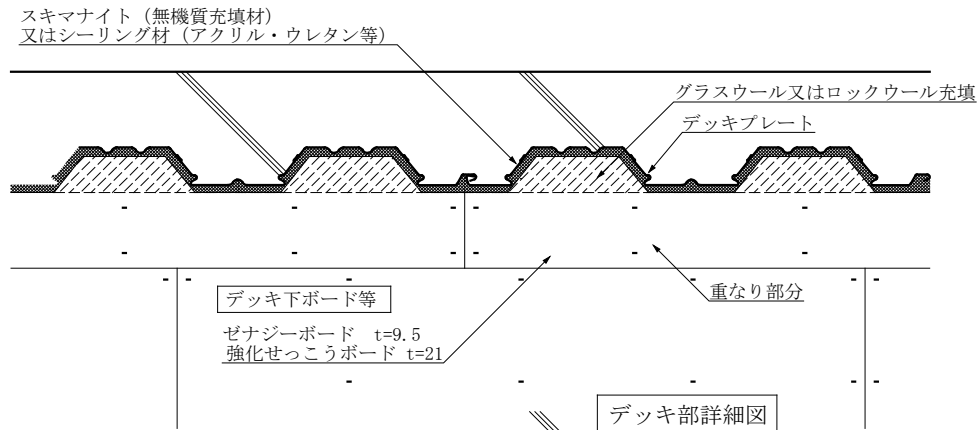 スキマナイト（無機質充填材）
又はシーリング材（アクリル・ウレタン等）
グラスウール又はロックウール充填
デッキプレート
デッキ下ボード等
重なり部分
ゼナジーボード t=9.5
強化せっこうボード t=21
デッキ部詳細図